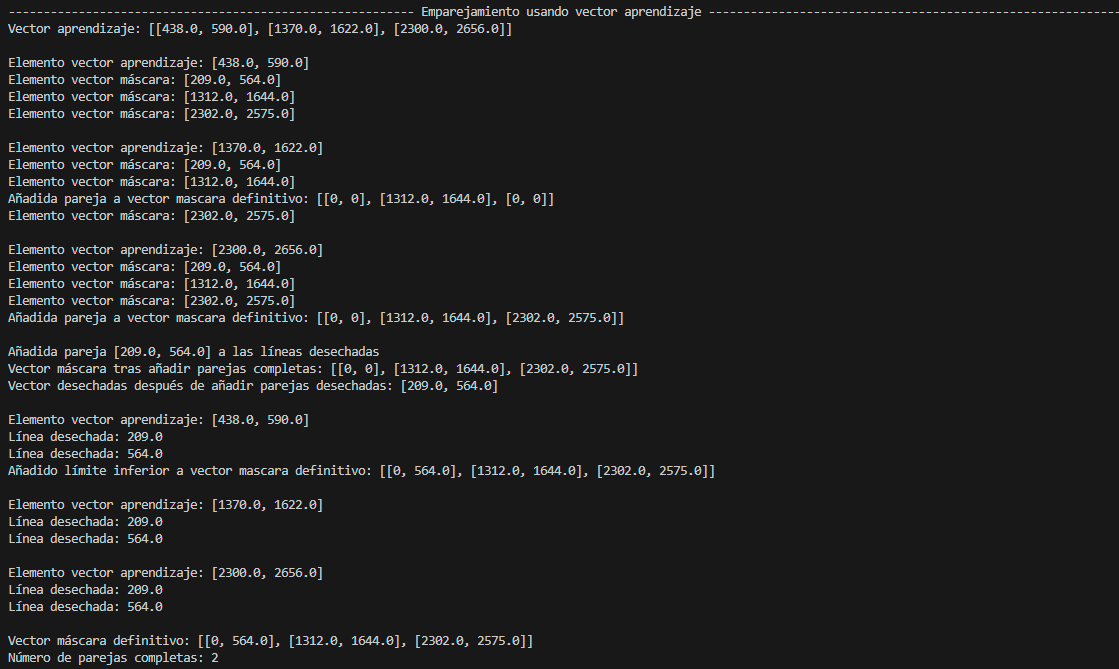 ---------------------------------------------------------- Emparejamiento usando vector aprendizaje -----------------------------------------------------------
Vector aprendizaje: [[438.0, 590.0], [1370.0, 1622.0], [2300.0, 2656.0]]
Elemento vector aprendizaje: [438.0, 590.0]
Elemento vector máscara: [209.0, 564.0]
Elemento vector máscara: [1312.0, 1644.0]
Elemento vector máscara: [2302.0, 2575.0]
Elemento vector aprendizaje: [1370.0, 1622.0]
Elemento vector máscara: [209.0, 564.0]
Elemento vector máscara: [1312.0, 1644.0]
Añadida pareja a vector mascara definitivo: [[0, 0], [1312.0, 1644.0], [0, 0]]
Elemento vector máscara: [2302.0, 2575.0]
Elemento vector aprendizaje: [2300.0, 2656.0]
Elemento vector máscara: [209.0, 564.0]
Elemento vector máscara: [1312.0, 1644.0]
Elemento vector máscara: [2302.0, 2575.0]
Añadida pareja a vector mascara definitivo: [[0, 0], [1312.0, 1644.0], [2302.0, 2575.0]]
Añadida pareja [209.0, 564.0] a las líneas desechadas
Vector máscara tras añadir parejas completas: [[0, 0], [1312.0, 1644.0], [2302.0, 2575.0]]
Vector desechadas después de añadir parejas desechadas: [209.0, 564.0]
Elemento vector aprendizaje: [438.0, 590.0]
Línea desechada: 209.0
Línea desechada: 564.0
Añadido límite inferior a vector mascara definitivo: [[0, 564.0], [1312.0, 1644.0], [2302.0, 2575.0]]
Elemento vector aprendizaje: [1370.0, 1622.0]
Línea desechada: 209.0
Línea desechada: 564.0
Elemento vector aprendizaje: [2300.0, 2656.0]
Línea desechada: 209.0
Línea desechada: 564.0
Vector máscara definitivo: [[0, 564.0], [1312.0, 1644.0], [2302.0, 2575.0]]
Número de parejas completas: 2